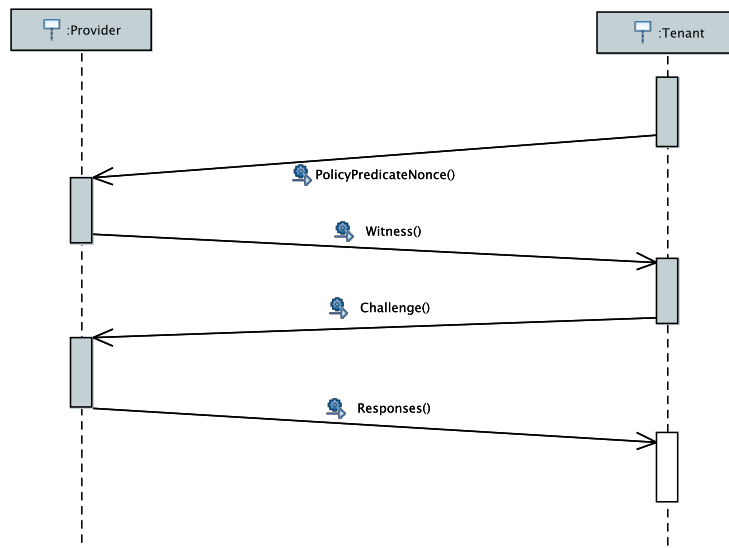 :Provider
:Tenant
PolicyPredicateNonce()
Witness()
Challenge()
Responses()